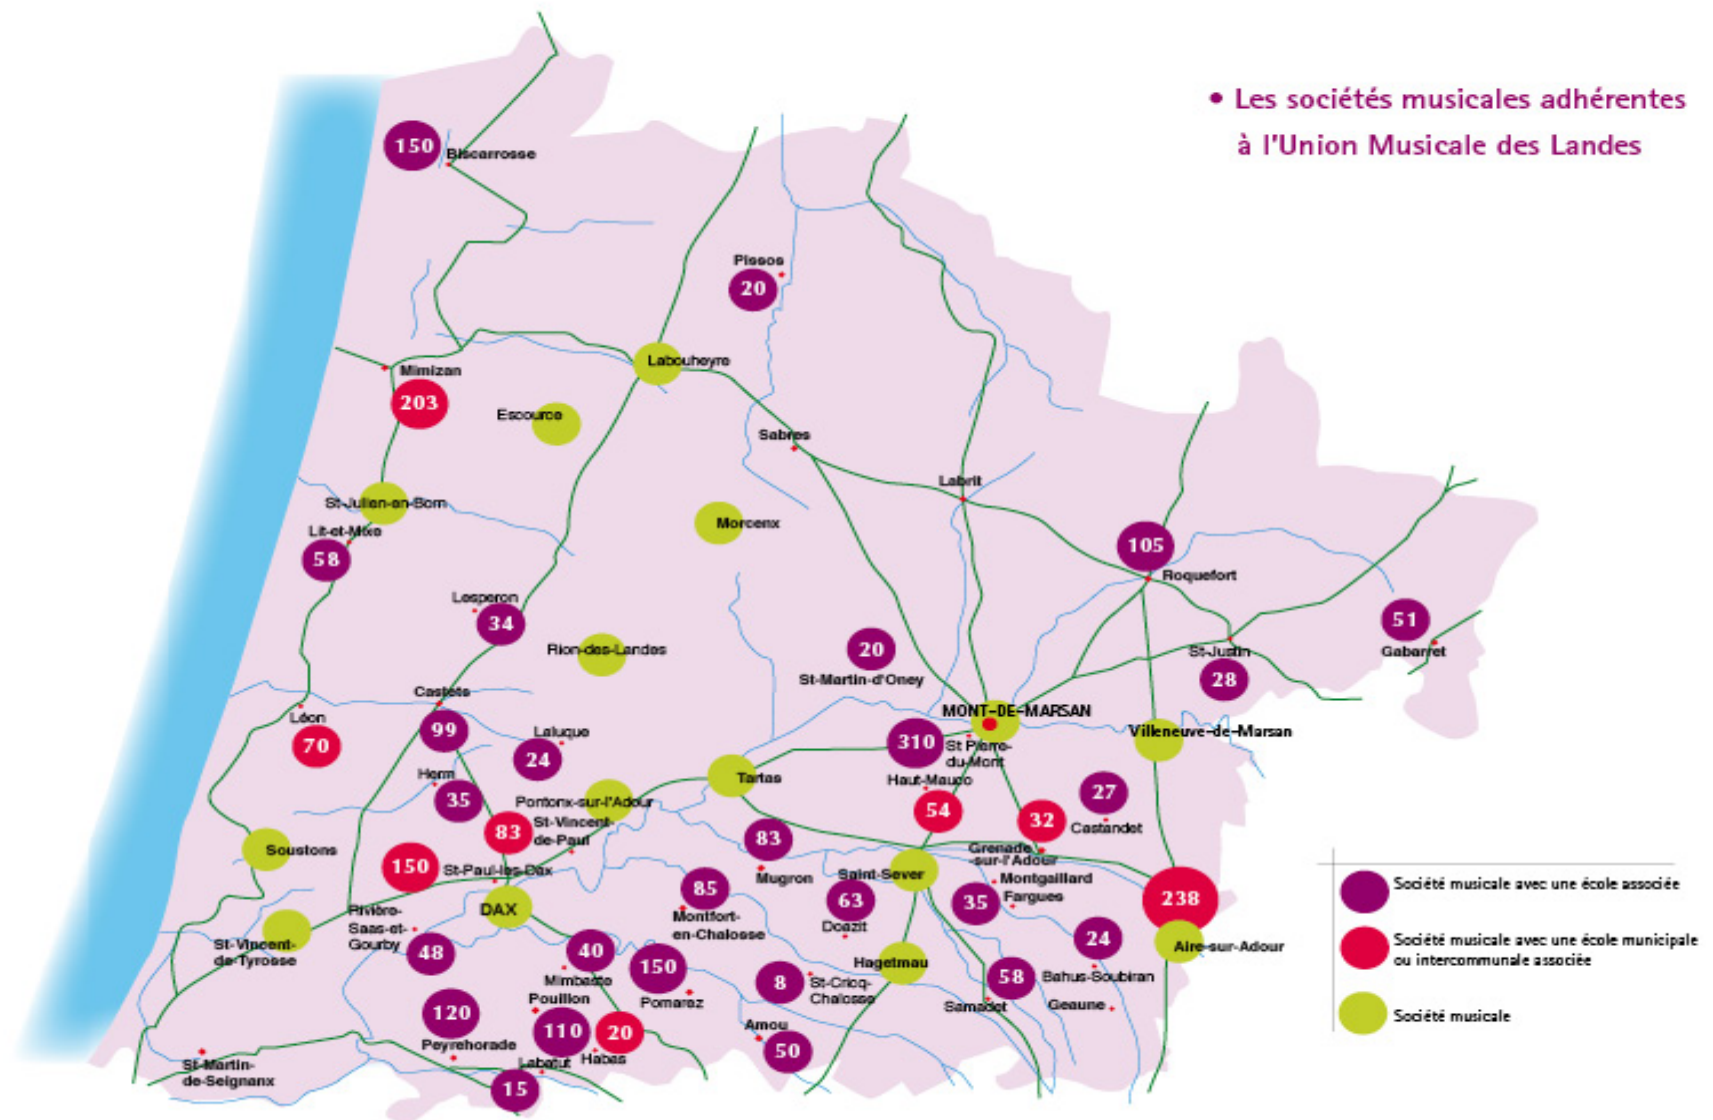 • Les sociétés musicales adhérentes
à l'Union Musicale des Landes
150
Biscarrosse
Pissos
20
Labouheyre
Mimizan
203
Escource
Sabres
Labrit
St-Julien-en-Born
Lit-et-Mixe
58
Morcenx
105
Roquefort
Lesperon
34
51
Gabarret
Rion-des-Landes
20
St-Martin-d'Oney
St-Justin
28
Castets
99
Léon
70
MONT-DE-MARSAN
Villeneuve-de-Marsan
Laluque
24
310
St Pierre-
du-Mont
Herm
35
Tartas
Haut-Mauco
54
27
Castandet
Pontonx-sur-l'Adour
St-Vincent-
de-Paul
83
32
Grenade
-sur-l'Adour
83
Mugron
Soustons
150
St-Paul-les-Dax
Saint-Sever
Montgaillard
Fargues
35
85
Montfort-
en-Chalosse
63
Doazit
238
Aire-sur-Adour
DAX
Rivière-
Saas-et-
Gourby
48
St-Vincent-
de-Tyrosse
40
Mimbaste
150
Pomarez
24
Bahus-Soubiran
Hagetmau
8
St-Cricq-
Chalosse
58
Samadet
Geaune
120
Peyrehorade
Pouillon
110
20
Habas
Amou
50
Labatut
15
St-Martin-
de-Seignanx
Société musicale avec une école associée
Société musicale avec une école municipale
ou intercommunale associée
Société musicale